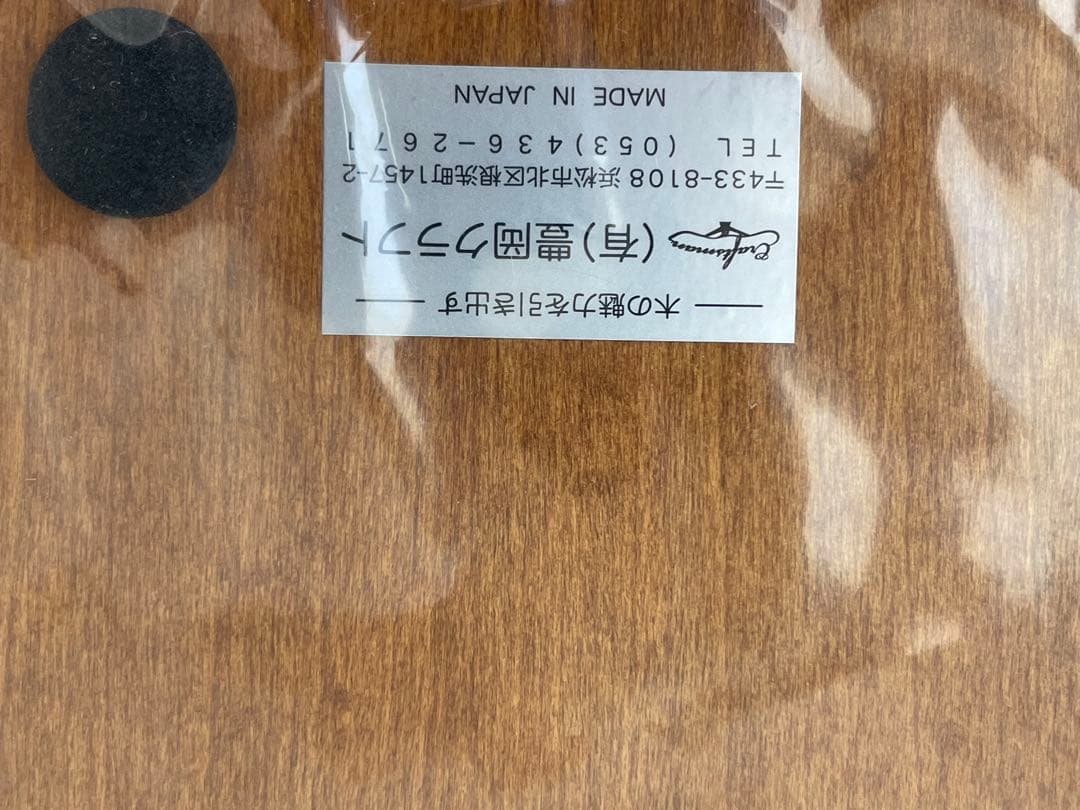 木の魅力を引き出す
Craftsman (有)豊岡クラフト
〒433-8108 浜松市北区根洗町1457-2
TEL (053)436-2671
MADE IN JAPAN